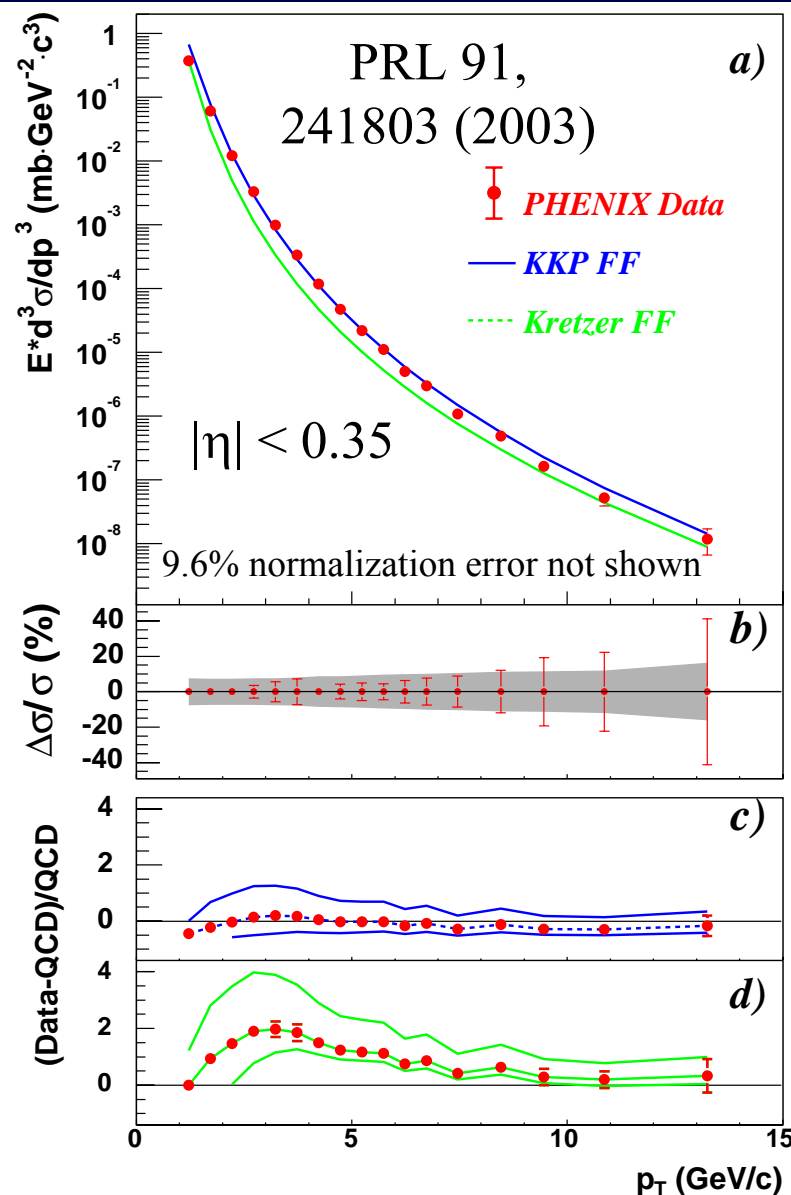 E*d³σ/dp³ (mb·GeV⁻²·c³)
1
10⁻¹
10⁻²
10⁻³
10⁻⁴
10⁻⁵
10⁻⁶
10⁻⁷
10⁻⁸
PRL 91,
241803 (2003)
a)
PHENIX Data
KKP FF
Kretzer FF
|η| < 0.35
9.6% normalization error not shown
Δσ/σ (%)
40
20
0
-20
-40
b)
(Data-QCD)/QCD
4
2
0
c)
4
2
0
d)
0 5 10 15
p_T (GeV/c)